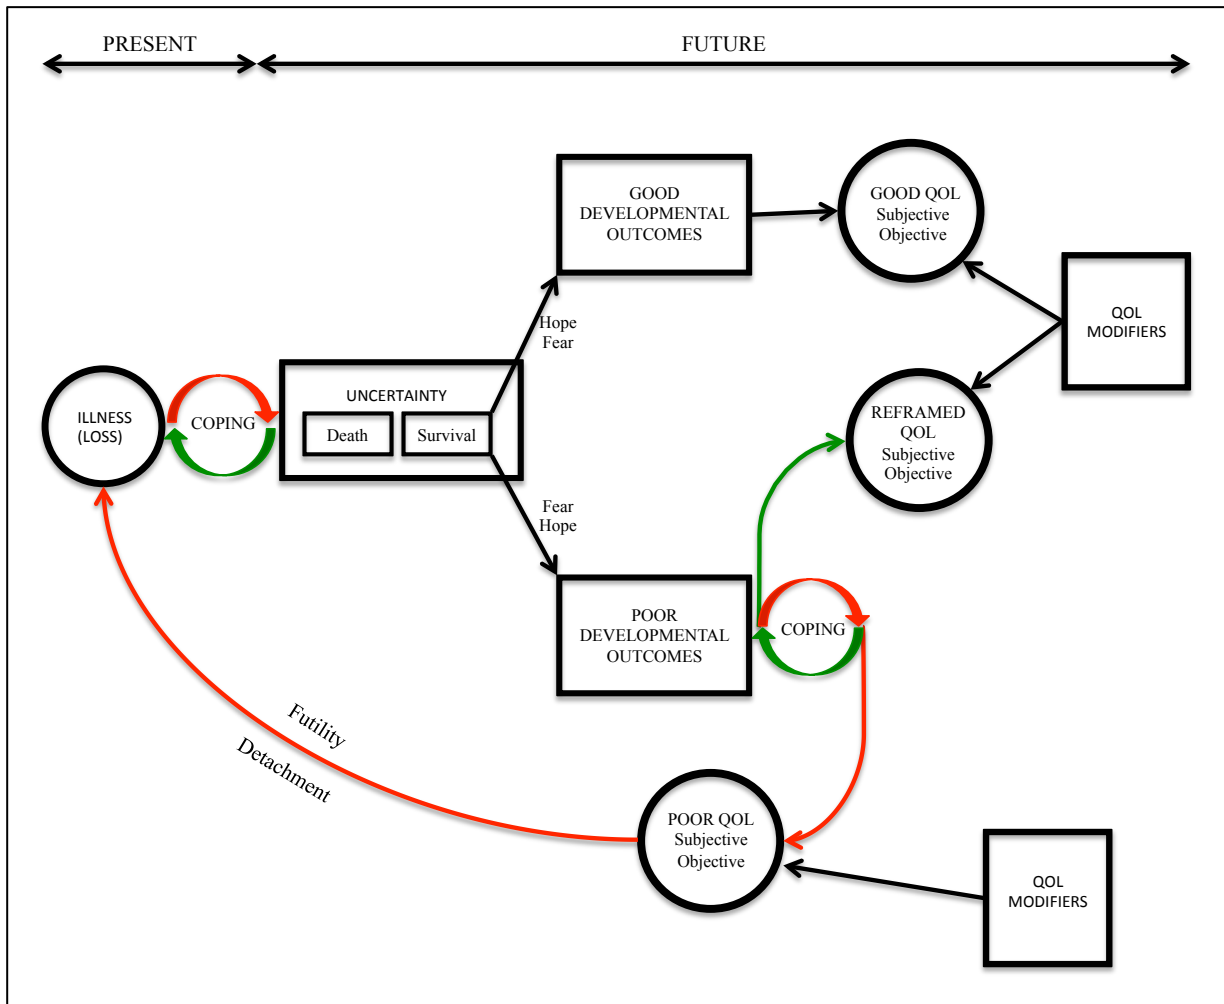 PRESENT
FUTURE
GOOD
DEVELOPMENTAL
OUTCOMES
GOOD QOL
Subjective
Objective
QOL
MODIFIERS
Hope
Fear
ILLNESS
(LOSS)
COPING
UNCERTAINTY
Death
Survival
REFRAMED
QOL
Subjective
Objective
Fear
Hope
POOR
DEVELOPMENTAL
OUTCOMES
COPING
Futility
Detachment
POOR QOL
Subjective
Objective
QOL
MODIFIERS